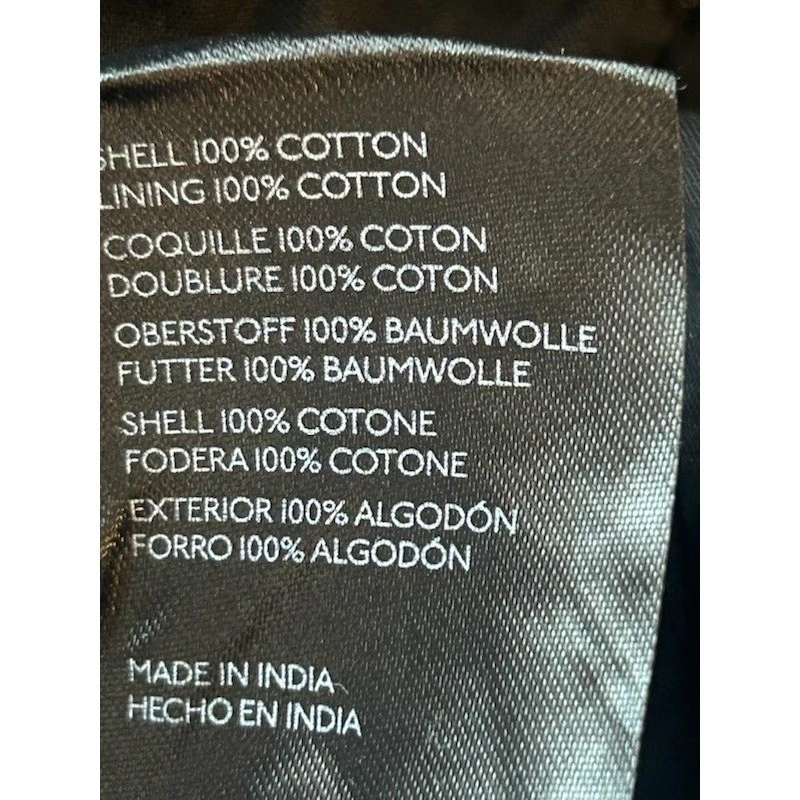 SHELL 100% COTTON
LINING 100% COTTON
COQUILLE 100% COTON
DOUBLURE 100% COTON
OBERSTOFF 100% BAUMWOLLE
FUTTER 100% BAUMWOLLE
SHELL 100% COTONE
FODERA 100% COTONE
EXTERIOR 100% ALGODÓN
FORRO 100% ALGODÓN
MADE IN INDIA
HECHO EN INDIA